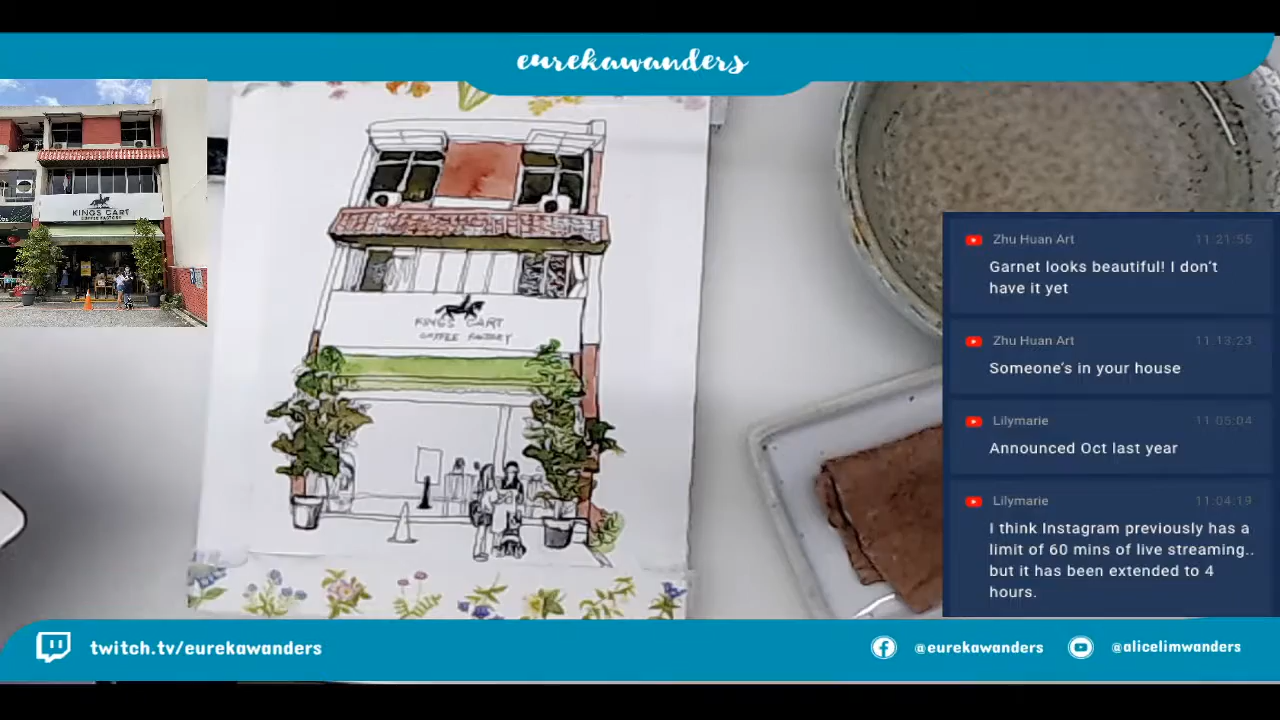 eurekawanders
KINGS CART
COFFEE FACTORY
KINGS CART
COFFEE FACTORY
Zhu Huan Art 11:21:55
Garnet looks beautiful! I don't
have it yet
Zhu Huan Art 11:13:23
Someone's in your house
Lilymarie 11:05:04
Announced Oct last year
Lilymarie 11:04:19
I think Instagram previously has a
limit of 60 mins of live streaming..
but it has been extended to 4
hours.
twitch.tv/eurekawanders
@eurekawanders
@alicelimwanders